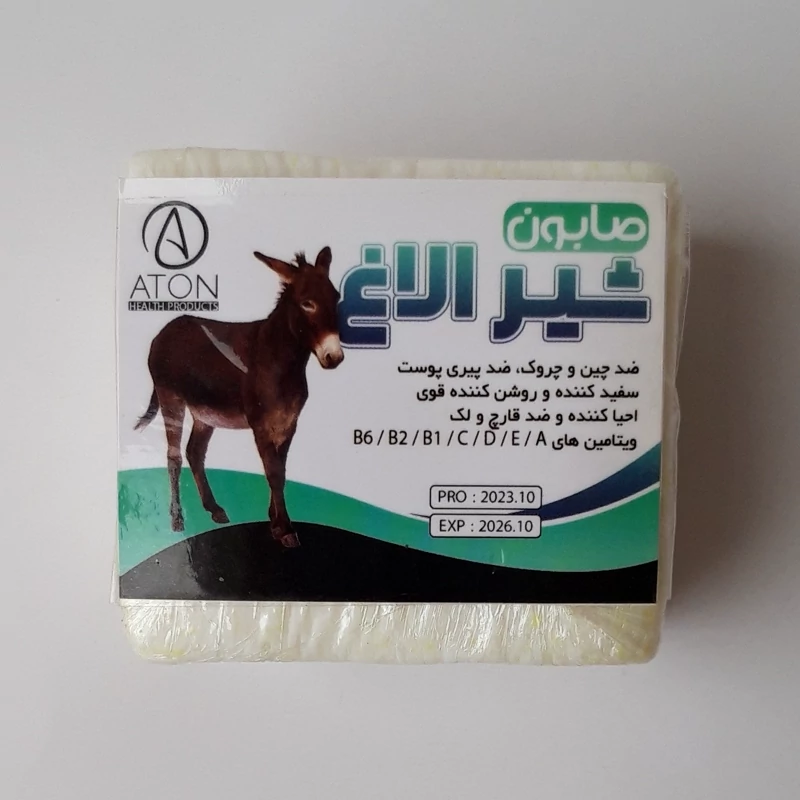 ATON
HEALTH PRODUCTS
صابون
شیر الاغ
ضد چین و چروک، ضد پیری پوست
سفید کننده و روشن کننده قوی
احیا کننده و ضد قارچ و لک
ویتامین های B6 / B2 / B1 / C / D / E / A
PRO : 2023.10
EXP : 2026.10